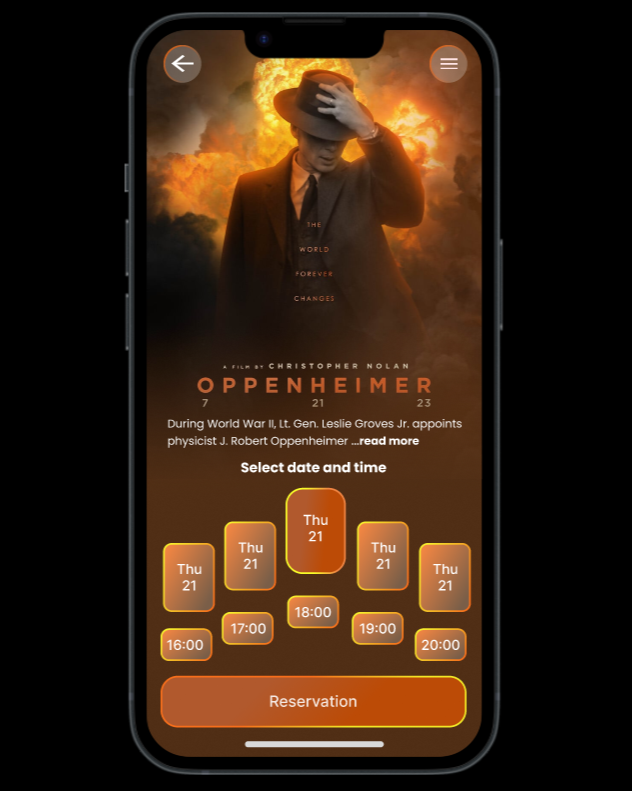 THE
WORLD
FOREVER
CHANGES
A FILM BY CHRISTOPHER NOLAN
OPPENHEIMER
7 21 23
During World War II, Lt. Gen. Leslie Groves Jr. appoints
physicist J. Robert Oppenheimer ...read more
Select date and time
Thu
21
Thu
21
Thu
21
Thu
21
Thu
21
16:00
17:00
18:00
19:00
20:00
Reservation